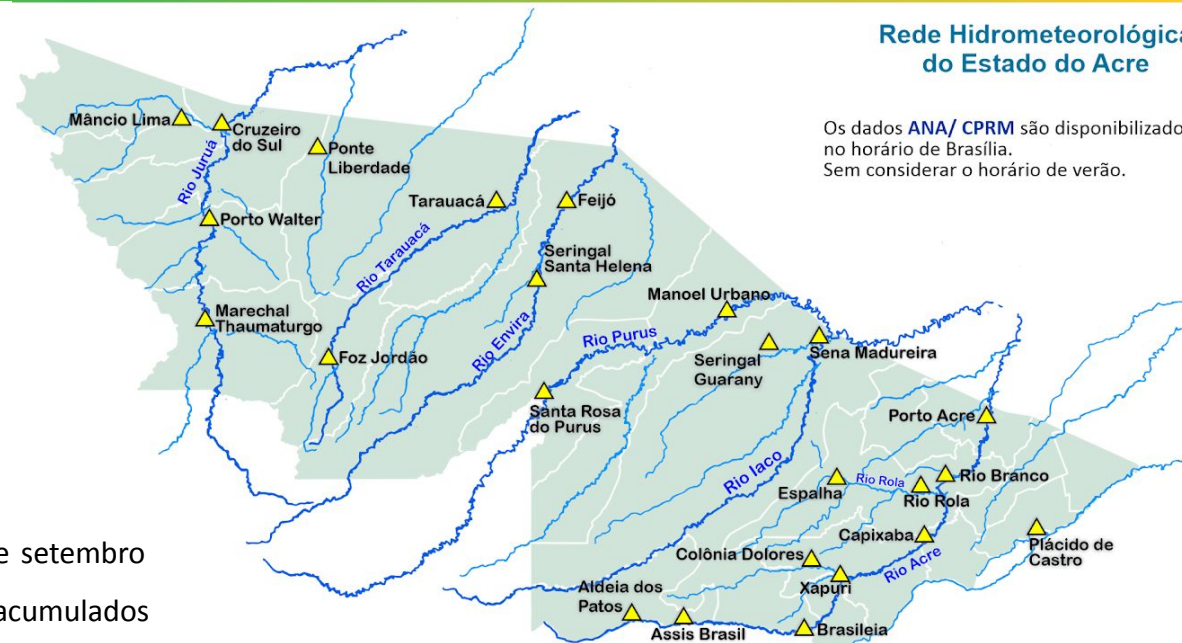 Rede Hidrometeorológica
do Estado do Acre
Os dados ANA/ CPRM são disponibilizado
no horário de Brasília.
Sem considerar o horário de verão.
Mâncio Lima
Cruzeiro
do Sul
Ponte
Liberdade
Rio Juruá
Porto Walter
Tarauacá
Feijó
Rio Tarauacá
Seringal
Santa Helena
Marechal
Thaumaturgo
Foz Jordão
Rio Envira
Manoel Urbano
Rio Purus
Seringal
Guarany
Sena Madureira
Santa Rosa
do Purus
Porto Acre
Rio Iaco
Espalha
Rio Rola
Rio Branco
Rio Rola
Capixaba
Plácido de
Castro
Colônia Dolores
Rio Acre
Xapuri
Aldeia dos
Patos
Assis Brasil
Brasileia
e setembro
acumulados